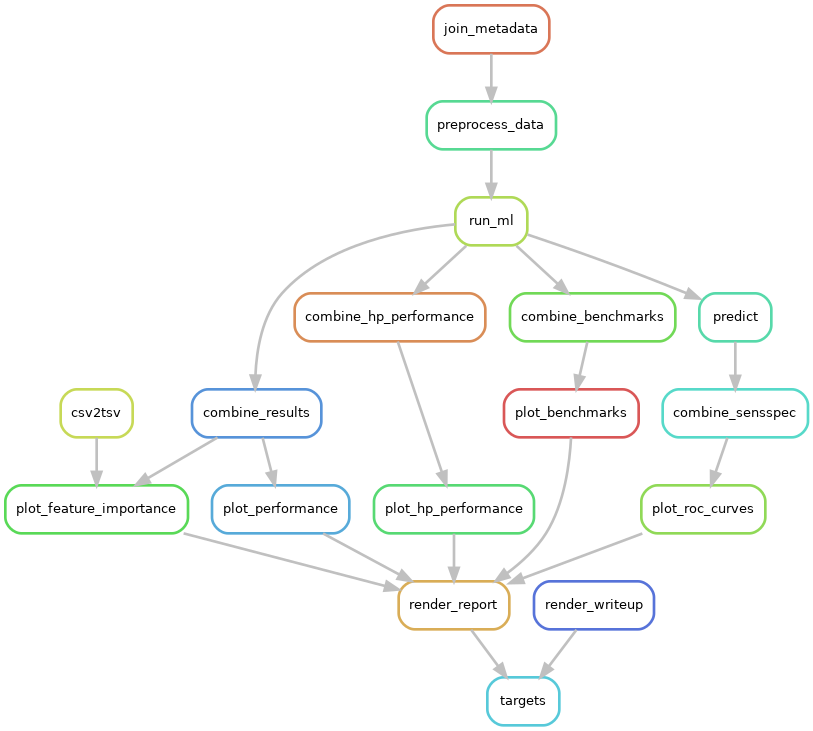 join_metadata
preprocess_data
run_ml
combine_hp_performance
combine_benchmarks
predict
csv2tsv
combine_results
plot_benchmarks
combine_sensspec
plot_feature_importance
plot_performance
plot_hp_performance
plot_roc_curves
render_report
render_writeup
targets